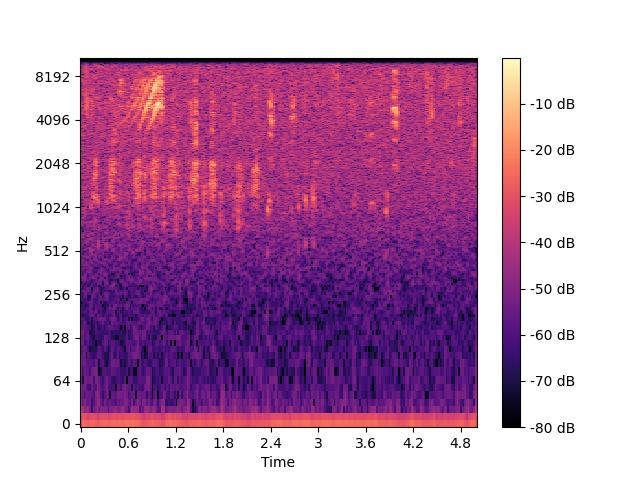 8192
4096
2048
1024
512
256
128
64
0
Hz
0 0.6 1.2 1.8 2.4 3 3.6 4.2 4.8
Time
-10 dB
-20 dB
-30 dB
-40 dB
-50 dB
-60 dB
-70 dB
-80 dB